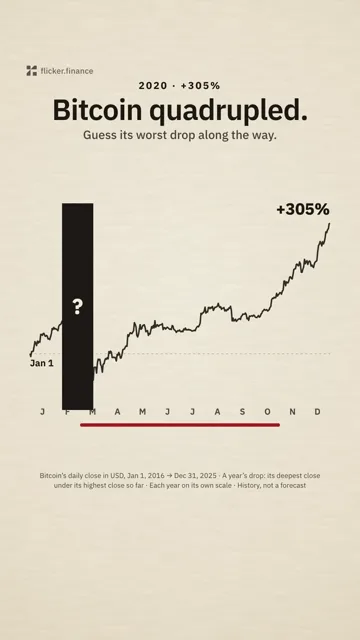 flicker.finance
2020 · +305%
Bitcoin quadrupled.
Guess its worst drop along the way.
+305%
?
Jan 1
J F M A M J J A S O N D
Bitcoin's daily close in USD, Jan 1, 2016 → Dec 31, 2025 · A year's drop: its deepest close
under its highest close so far · Each year on its own scale · History, not a forecast